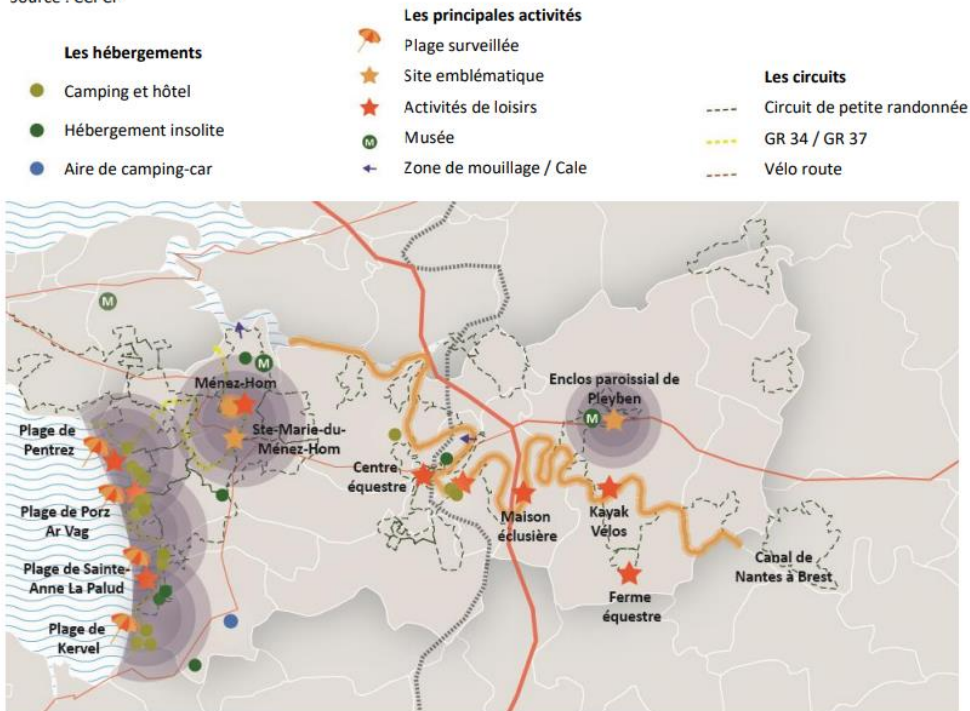 Les hébergements
Camping et hôtel
Hébergement insolite
Aire de camping-car
Les principales activités
Plage surveillée
Site emblématique
Activités de loisirs
M
Musée
Zone de mouillage / Cale
Les circuits
Circuit de petite randonnée
GR 34 / GR 37
Vélo route
M
M
Ménez-Hom
Ste-Marie-du-
Ménez-Hom
Plage de
Pentrez
Plage de Porz
Ar Vag
Plage de Sainte-
Anne La Palud
Plage de
Kervel
Centre
équestre
Maison
éclusière
Enclos paroissial de
Pleyben
M
Kayak
Vélos
Ferme
équestre
Canal de
Nantes à Brest